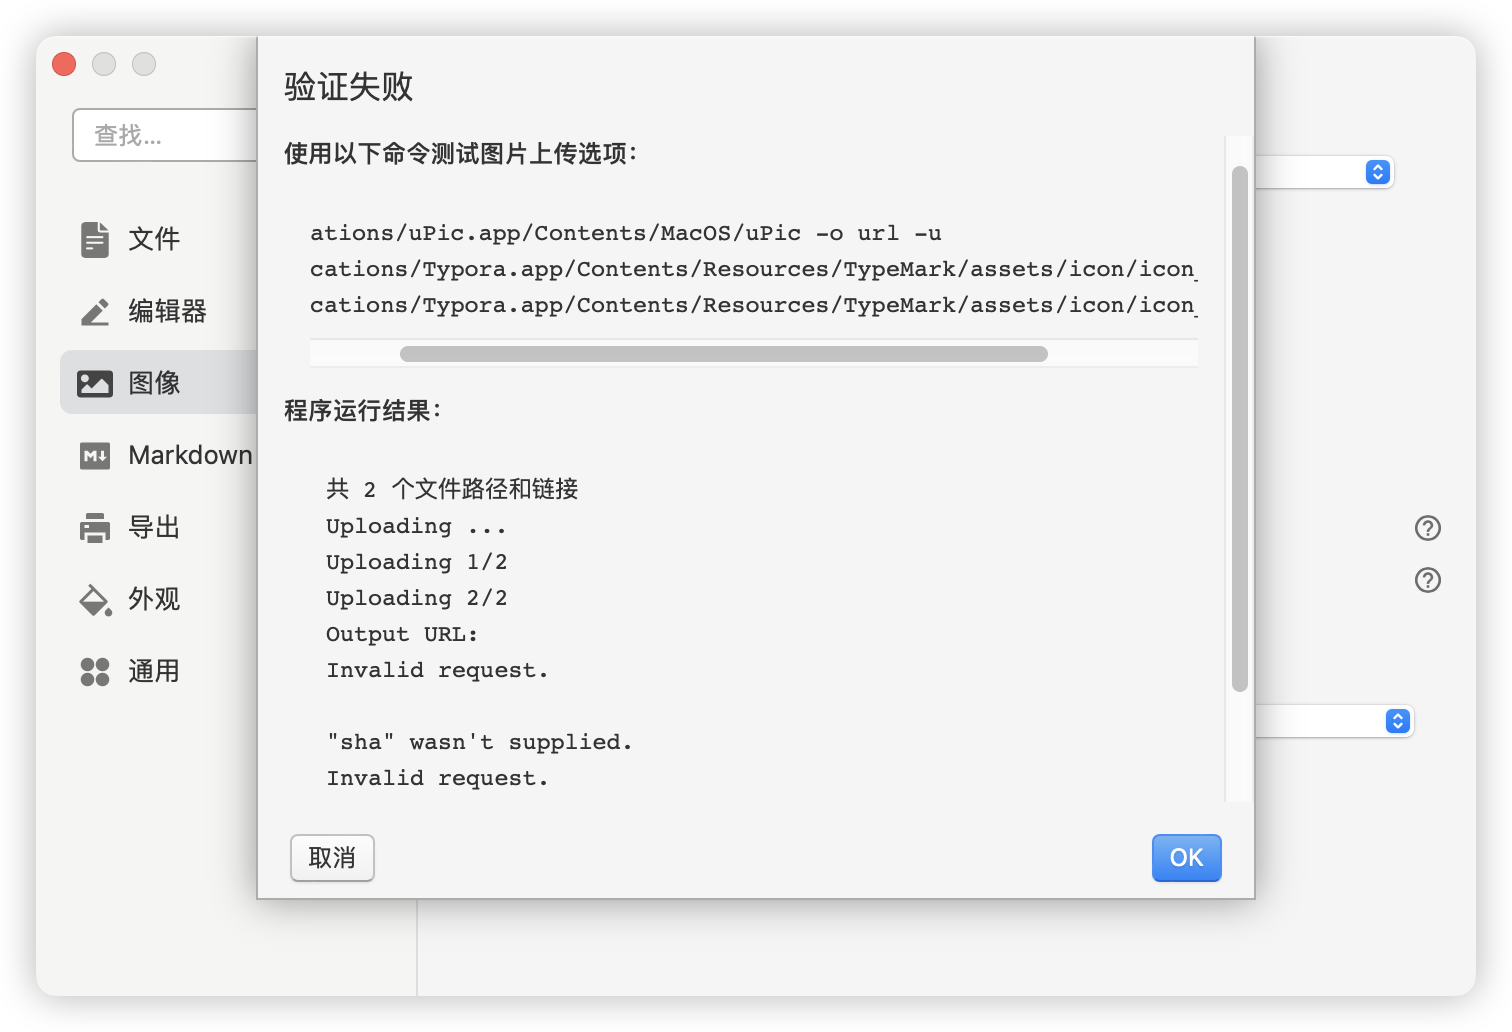 验证失败
查找...
使用以下命令测试图片上传选项：
ations/uPic.app/Contents/MacOS/uPic -o url -u
cations/Typora.app/Contents/Resources/TypeMark/assets/icon/icon_
cations/Typora.app/Contents/Resources/TypeMark/assets/icon/icon_
程序运行结果：
共 2 个文件路径和链接
Uploading ...
Uploading 1/2
Uploading 2/2
Output URL:
Invalid request.
"sha" wasn't supplied.
Invalid request.
取消
OK
文件
编辑器
图像
Markdown
导出
外观
通用